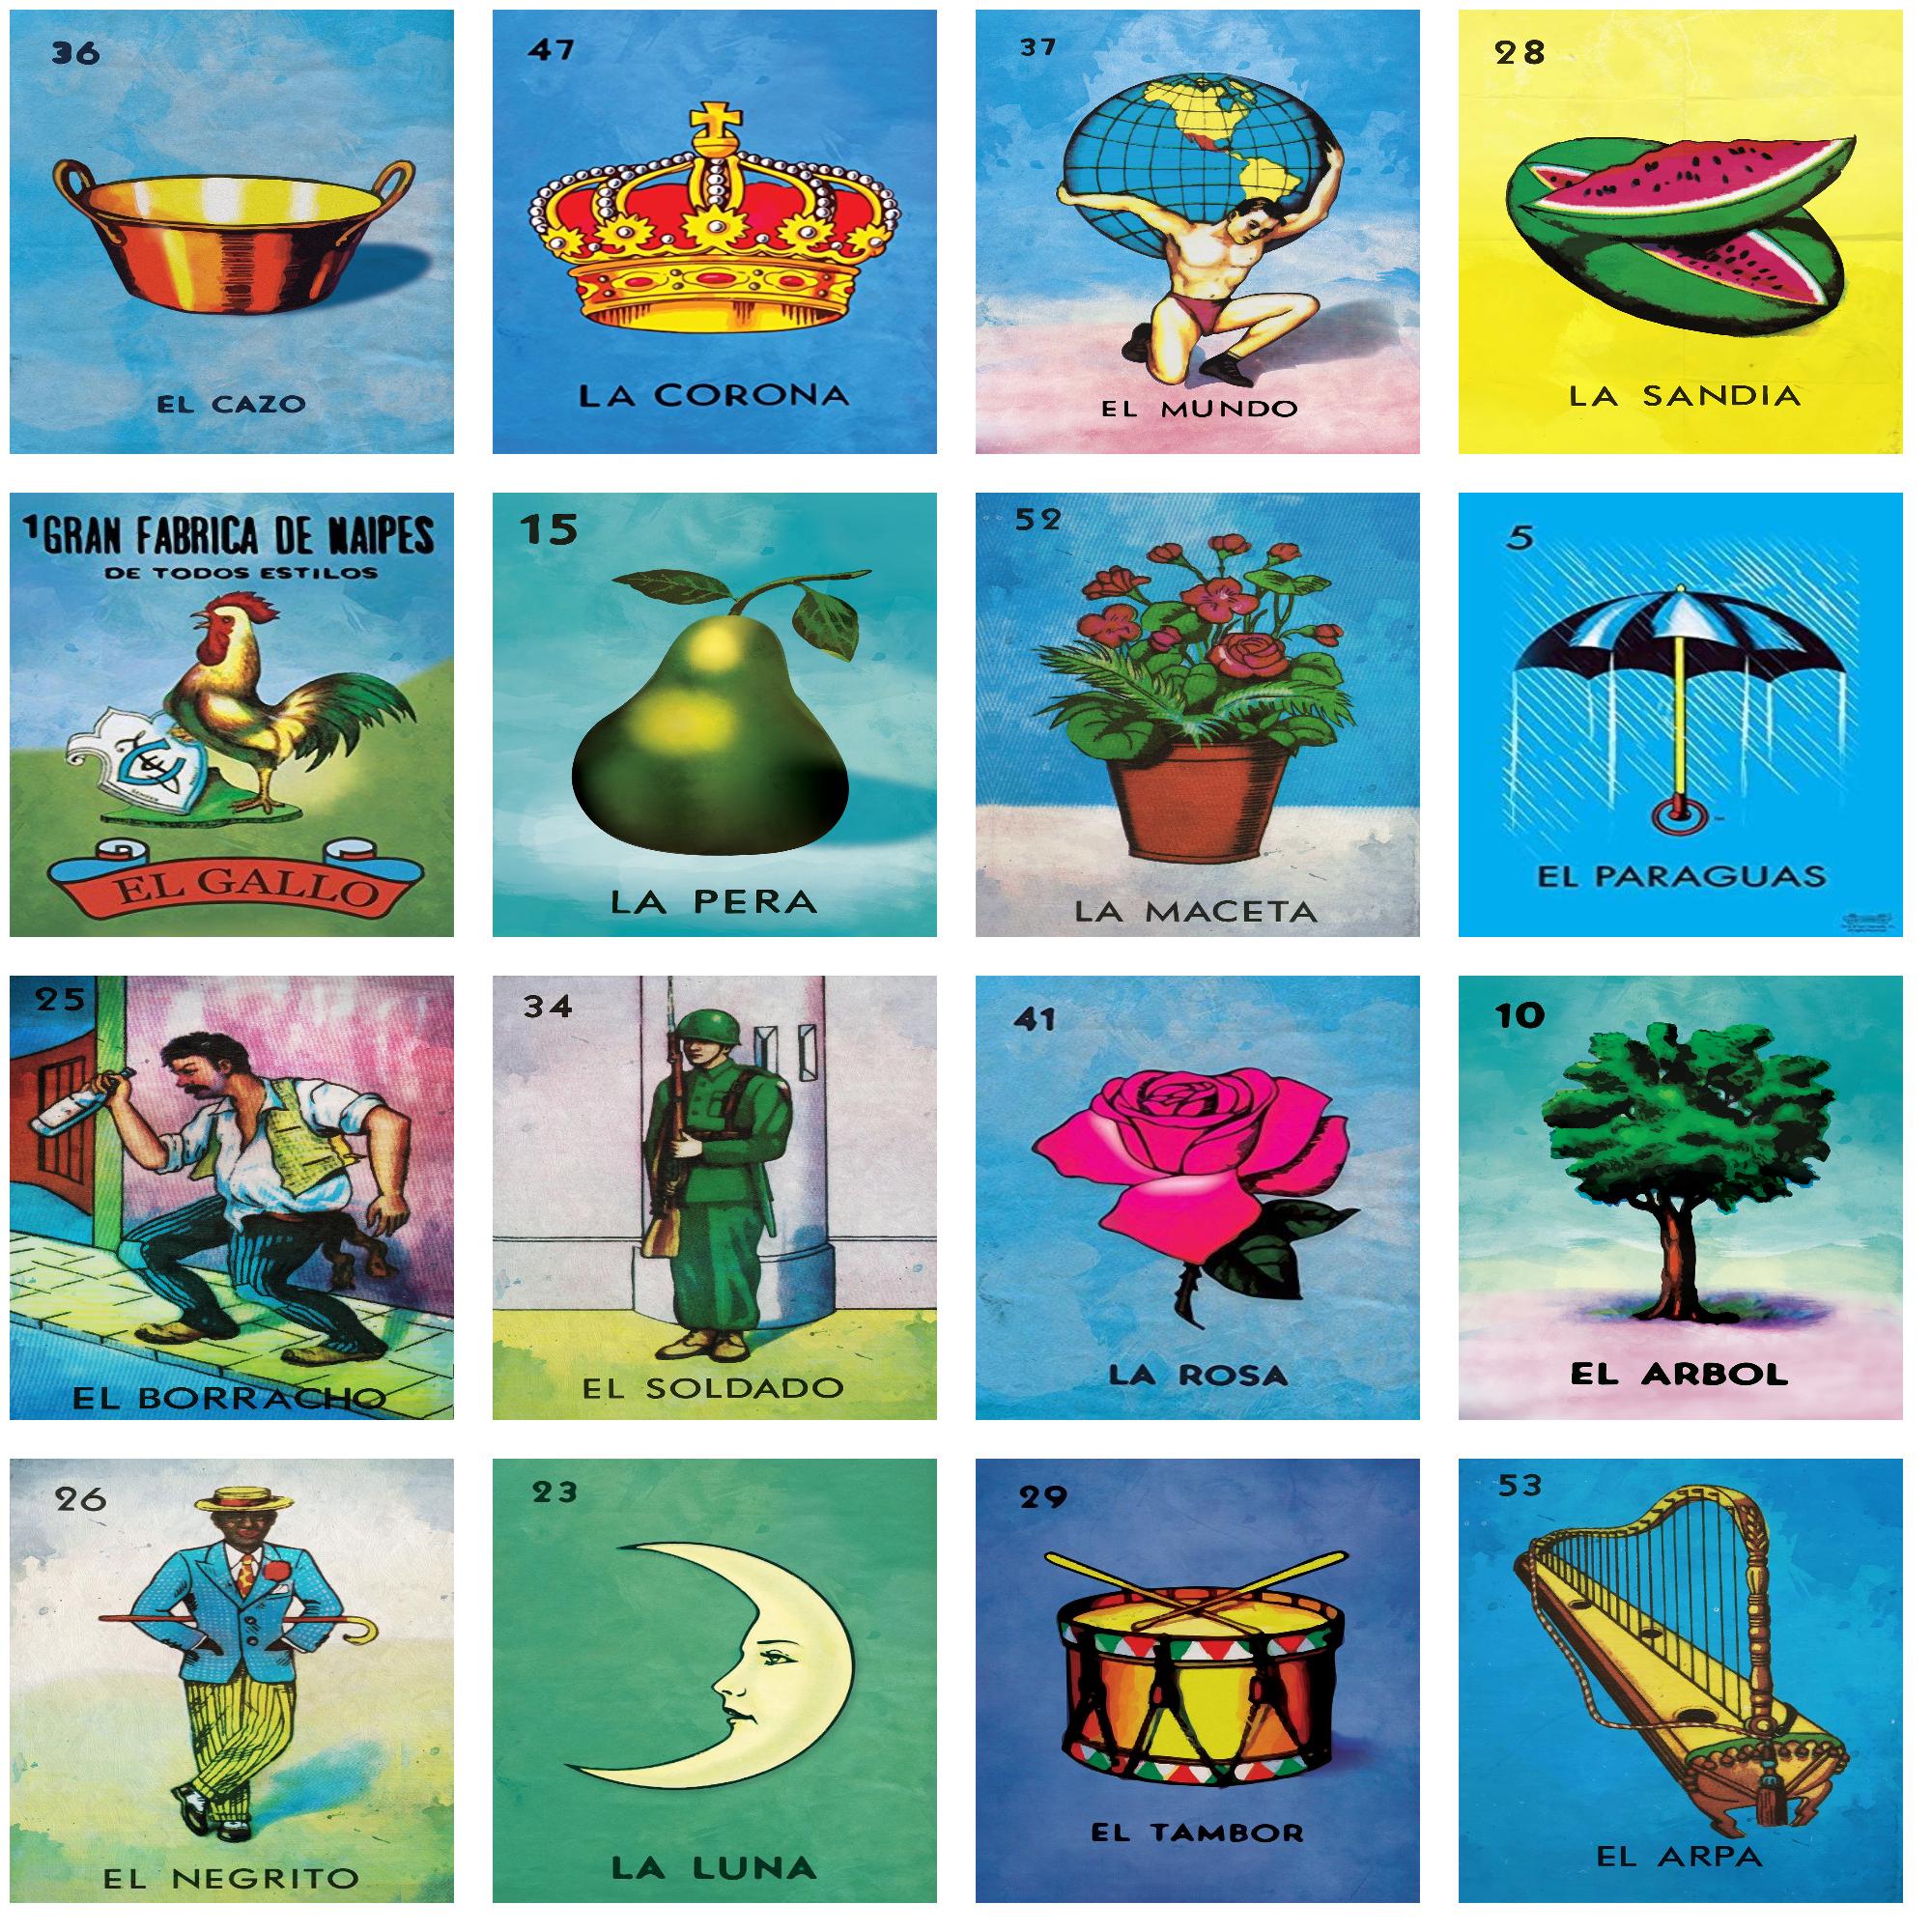 36
EL CAZO
47
LA CORONA
37
EL MUNDO
28
LA SANDIA
1 GRAN FABRICA DE NAIPES
DE TODOS ESTILOS
EL GALLO
15
LA PERA
52
LA MACETA
5
EL PARAGUAS
25
EL BORRACHO
34
EL SOLDADO
41
LA ROSA
10
EL ARBOL
26
EL NEGRITO
23
LA LUNA
29
EL TAMBOR
53
EL ARPA